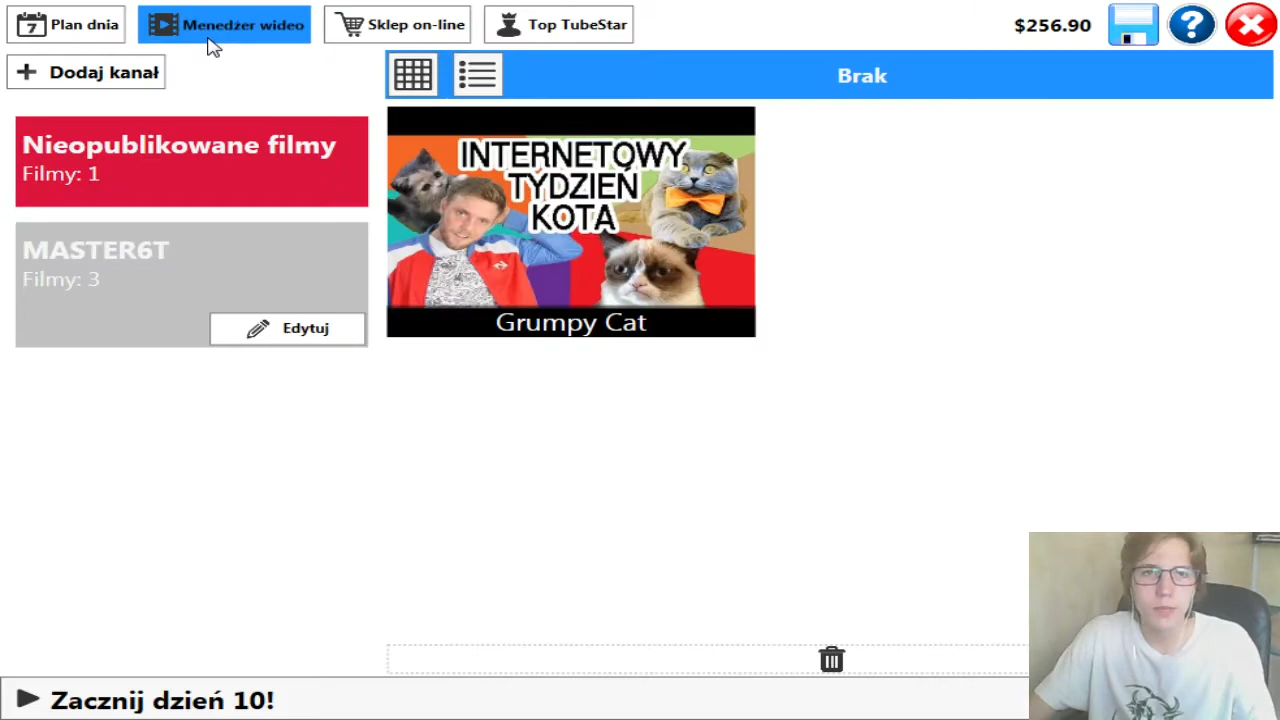 7 Plan dnia
Menedżer wideo
Sklep on-line
Top TubeStar
$256.90
?
+ Dodaj kanał
Brak
Nieopublikowane filmy
Filmy: 1
MASTER6T
Filmy: 3
Edytuj
INTERNETOWY
TYDZIEŃ
KOTA
Grumpy Cat
Zacznij dzień 10!